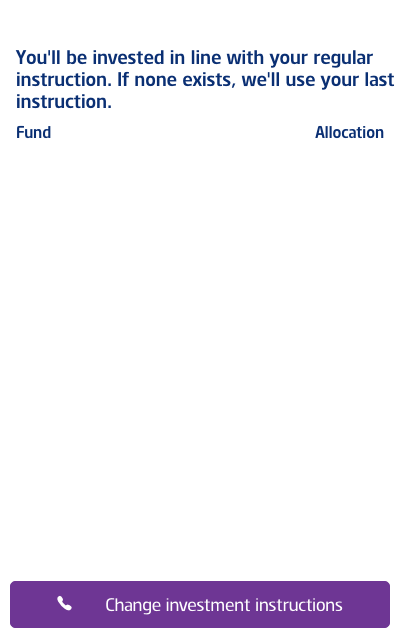 You'll be invested in line with your regular
instruction. If none exists, we'll use your last
instruction.
Fund Allocation
Change investment instructions